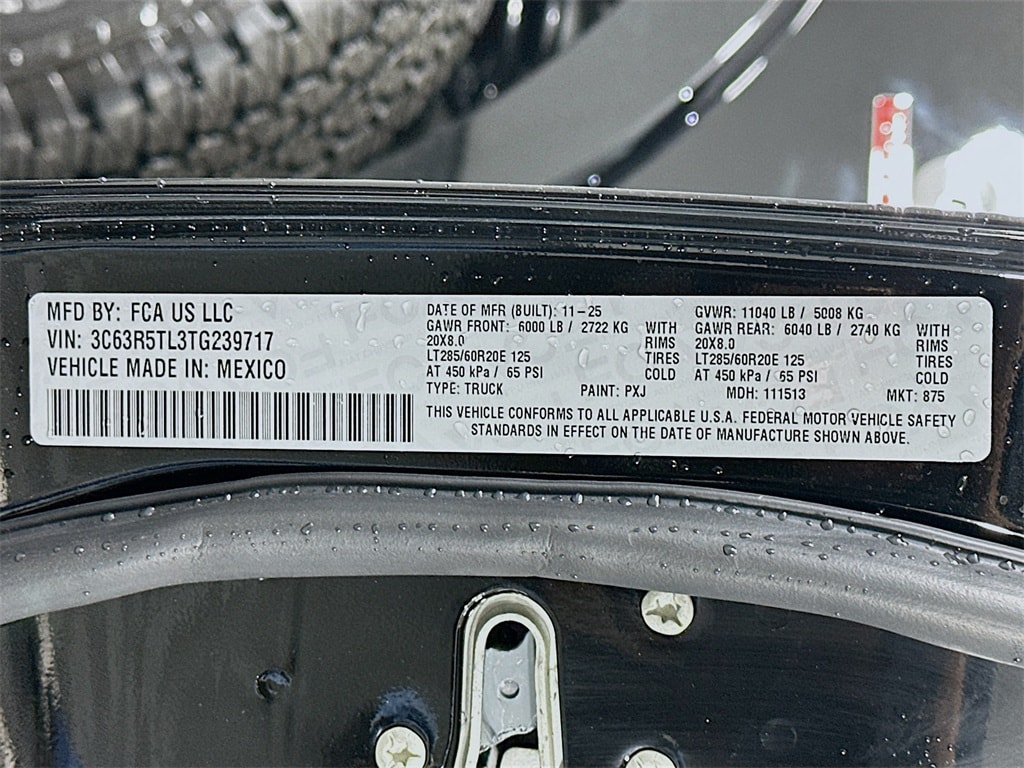 MFD BY: FCA US LLC
VIN: 3C63R5TL3TG239717
VEHICLE MADE IN: MEXICO
DATE OF MFR (BUILT): 11-25
GAWR FRONT: 6000 LB / 2722 KG WITH
20X8.0 RIMS
LT285/60R20E 125 TIRES
AT 450 kPa / 65 PSI COLD
TYPE: TRUCK PAINT: PXJ
GVWR: 11040 LB / 5008 KG
GAWR REAR: 6040 LB / 2740 KG WITH
20X8.0 RIMS
LT285/60R20E 125 TIRES
AT 450 kPa / 65 PSI COLD
MDH: 111513 MKT: 875
THIS VEHICLE CONFORMS TO ALL APPLICABLE U.S.A. FEDERAL MOTOR VEHICLE SAFETY
STANDARDS IN EFFECT ON THE DATE OF MANUFACTURE SHOWN ABOVE.